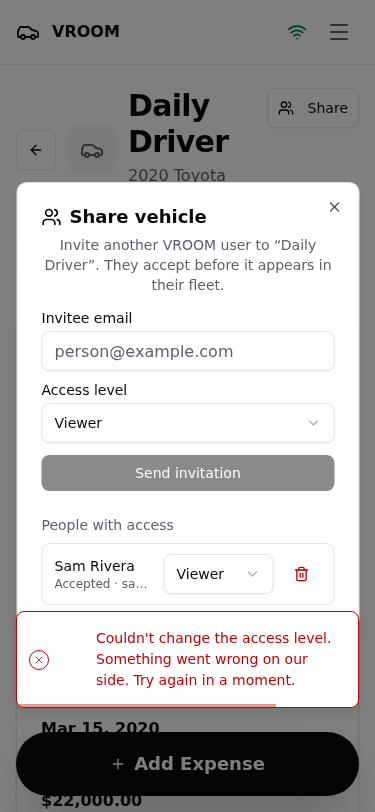 VROOM
Daily
Driver
Share
2020 Toyota
Share vehicle
Invite another VROOM user to “Daily
Driver”. They accept before it appears in
their fleet.
Invitee email
person@example.com
Access level
Viewer
Send invitation
People with access
Sam Rivera
Accepted · sa...
Viewer
Couldn't change the access level.
Something went wrong on our
side. Try again in a moment.
Mar 15, 2020
+ Add Expense
$22,000.00